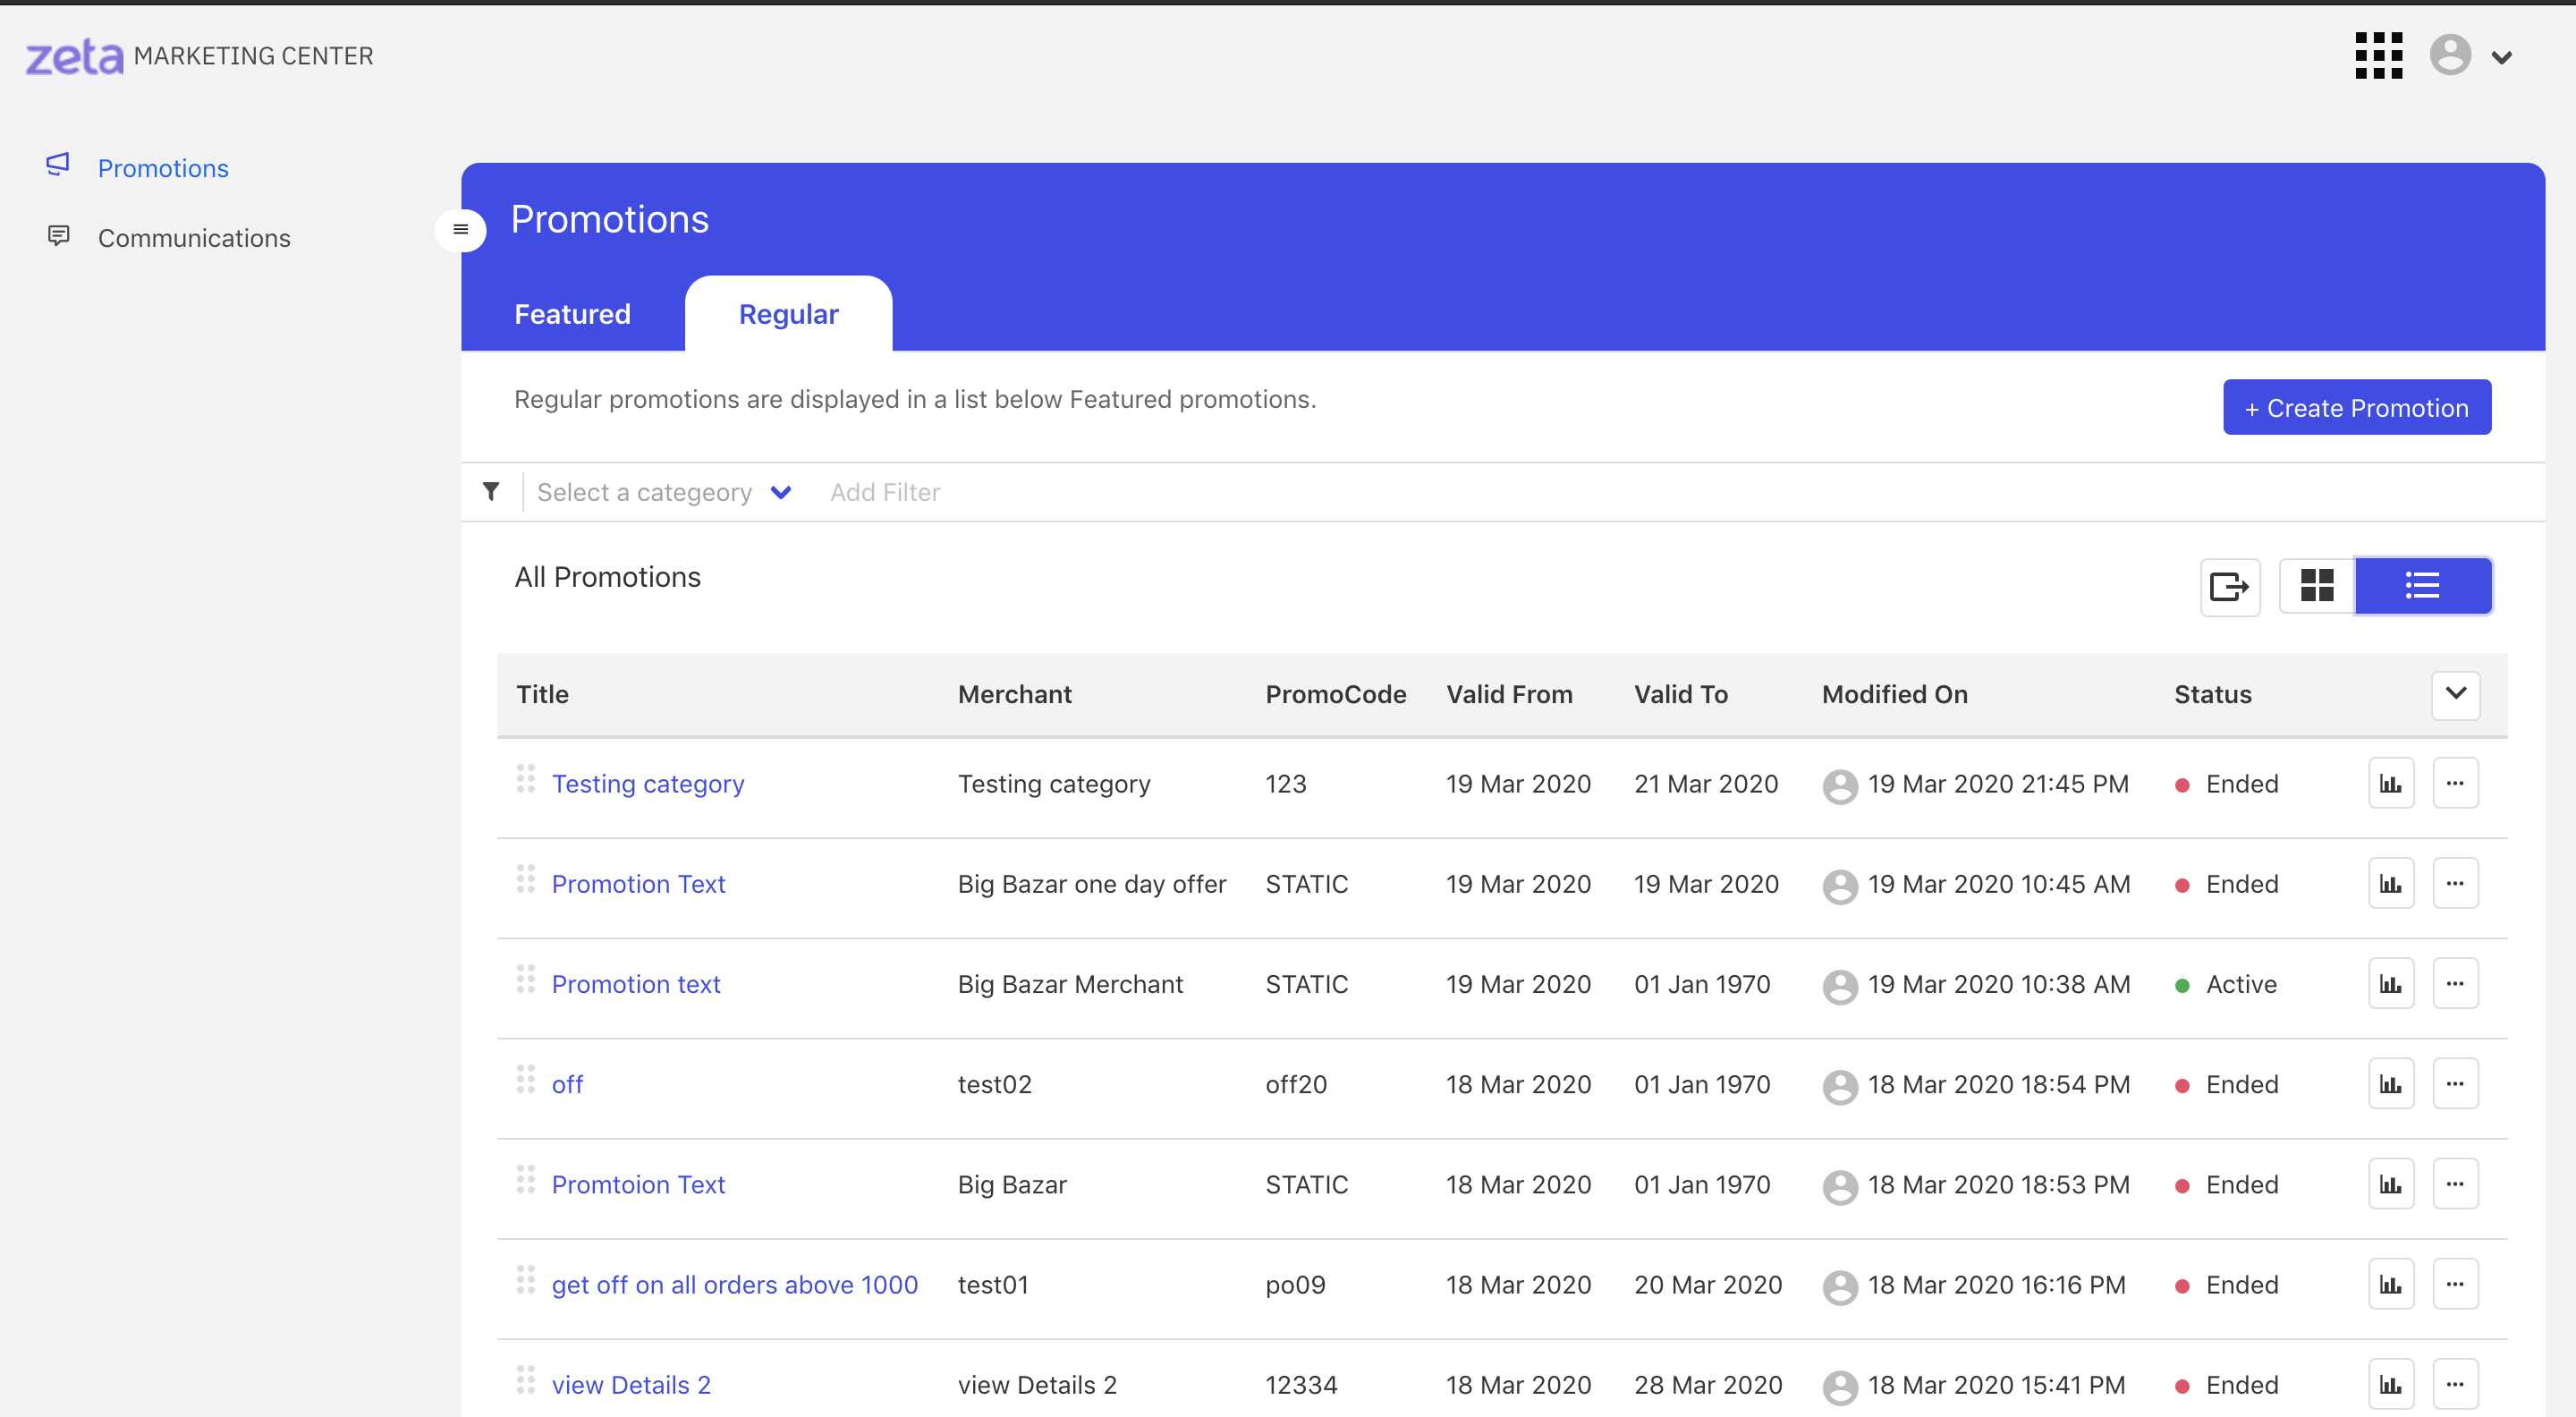 zeta MARKETING CENTER
Promotions
Communications
Promotions
Featured Regular
Regular promotions are displayed in a list below Featured promotions.
+ Create Promotion
Select a categeory Add Filter
All Promotions
Title Merchant PromoCode Valid From Valid To Modified On Status
Testing category Testing category 123 19 Mar 2020 21 Mar 2020 19 Mar 2020 21:45 PM Ended
Promotion Text Big Bazar one day offer STATIC 19 Mar 2020 19 Mar 2020 19 Mar 2020 10:45 AM Ended
Promotion text Big Bazar Merchant STATIC 19 Mar 2020 01 Jan 1970 19 Mar 2020 10:38 AM Active
off test02 off20 18 Mar 2020 01 Jan 1970 18 Mar 2020 18:54 PM Ended
Promtoion Text Big Bazar STATIC 18 Mar 2020 01 Jan 1970 18 Mar 2020 18:53 PM Ended
get off on all orders above 1000 test01 po09 18 Mar 2020 20 Mar 2020 18 Mar 2020 16:16 PM Ended
view Details 2 view Details 2 12334 18 Mar 2020 28 Mar 2020 18 Mar 2020 15:41 PM Ended